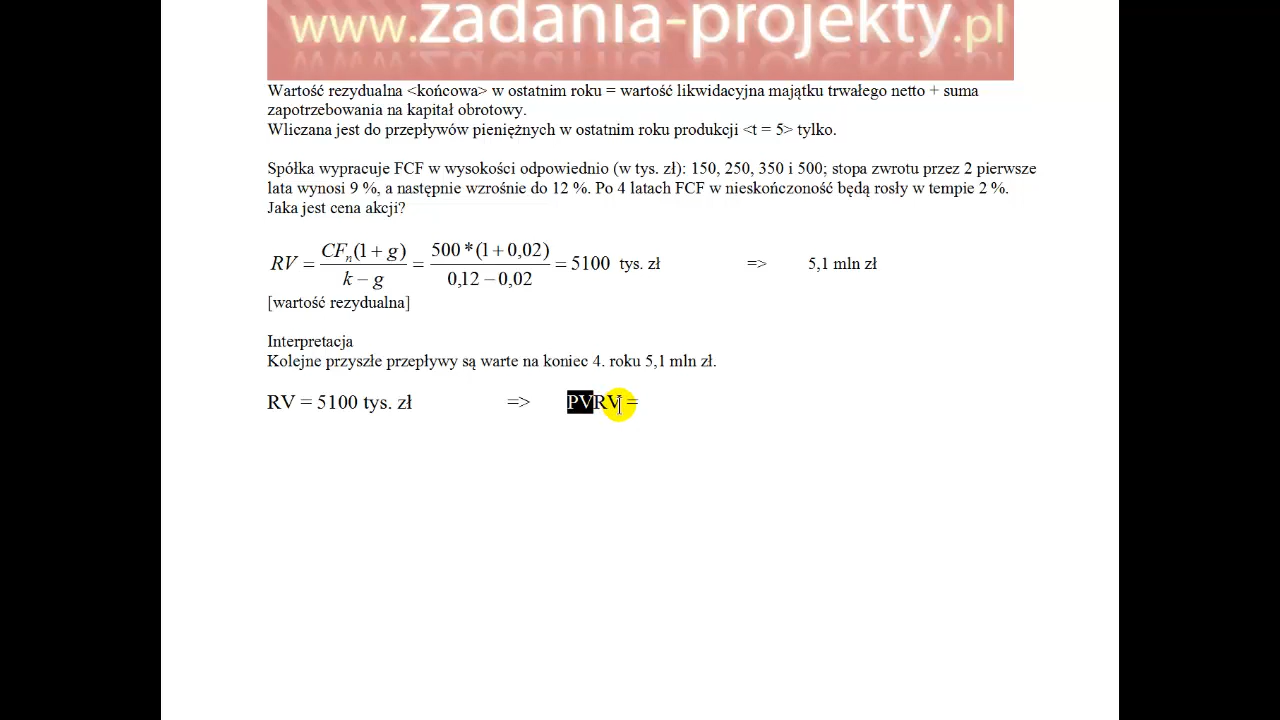 www.zadania-projekty.pl
Wartość rezydualna <końcowa> w ostatnim roku = wartość likwidacyjna majątku trwałego netto + suma
zapotrzebowania na kapitał obrotowy.
Wliczana jest do przepływów pieniężnych w ostatnim roku produkcji <t = 5> tylko.
Spółka wypracuje FCF w wysokości odpowiednio (w tys. zł): 150, 250, 350 i 500; stopa zwrotu przez 2 pierwsze
lata wynosi 9 %, a następnie wzrośnie do 12 %. Po 4 latach FCF w nieskończoność będą rosły w tempie 2 %.
Jaka jest cena akcji?
RV = CFn(1 + g) / k − g = 500 * (1 + 0,02) / 0,12 − 0,02 = 5100 tys. zł => 5,1 mln zł
[wartość rezydualna]
Interpretacja
Kolejne przyszłe przepływy są warte na koniec 4. roku 5,1 mln zł.
RV = 5100 tys. zł => PVRV =